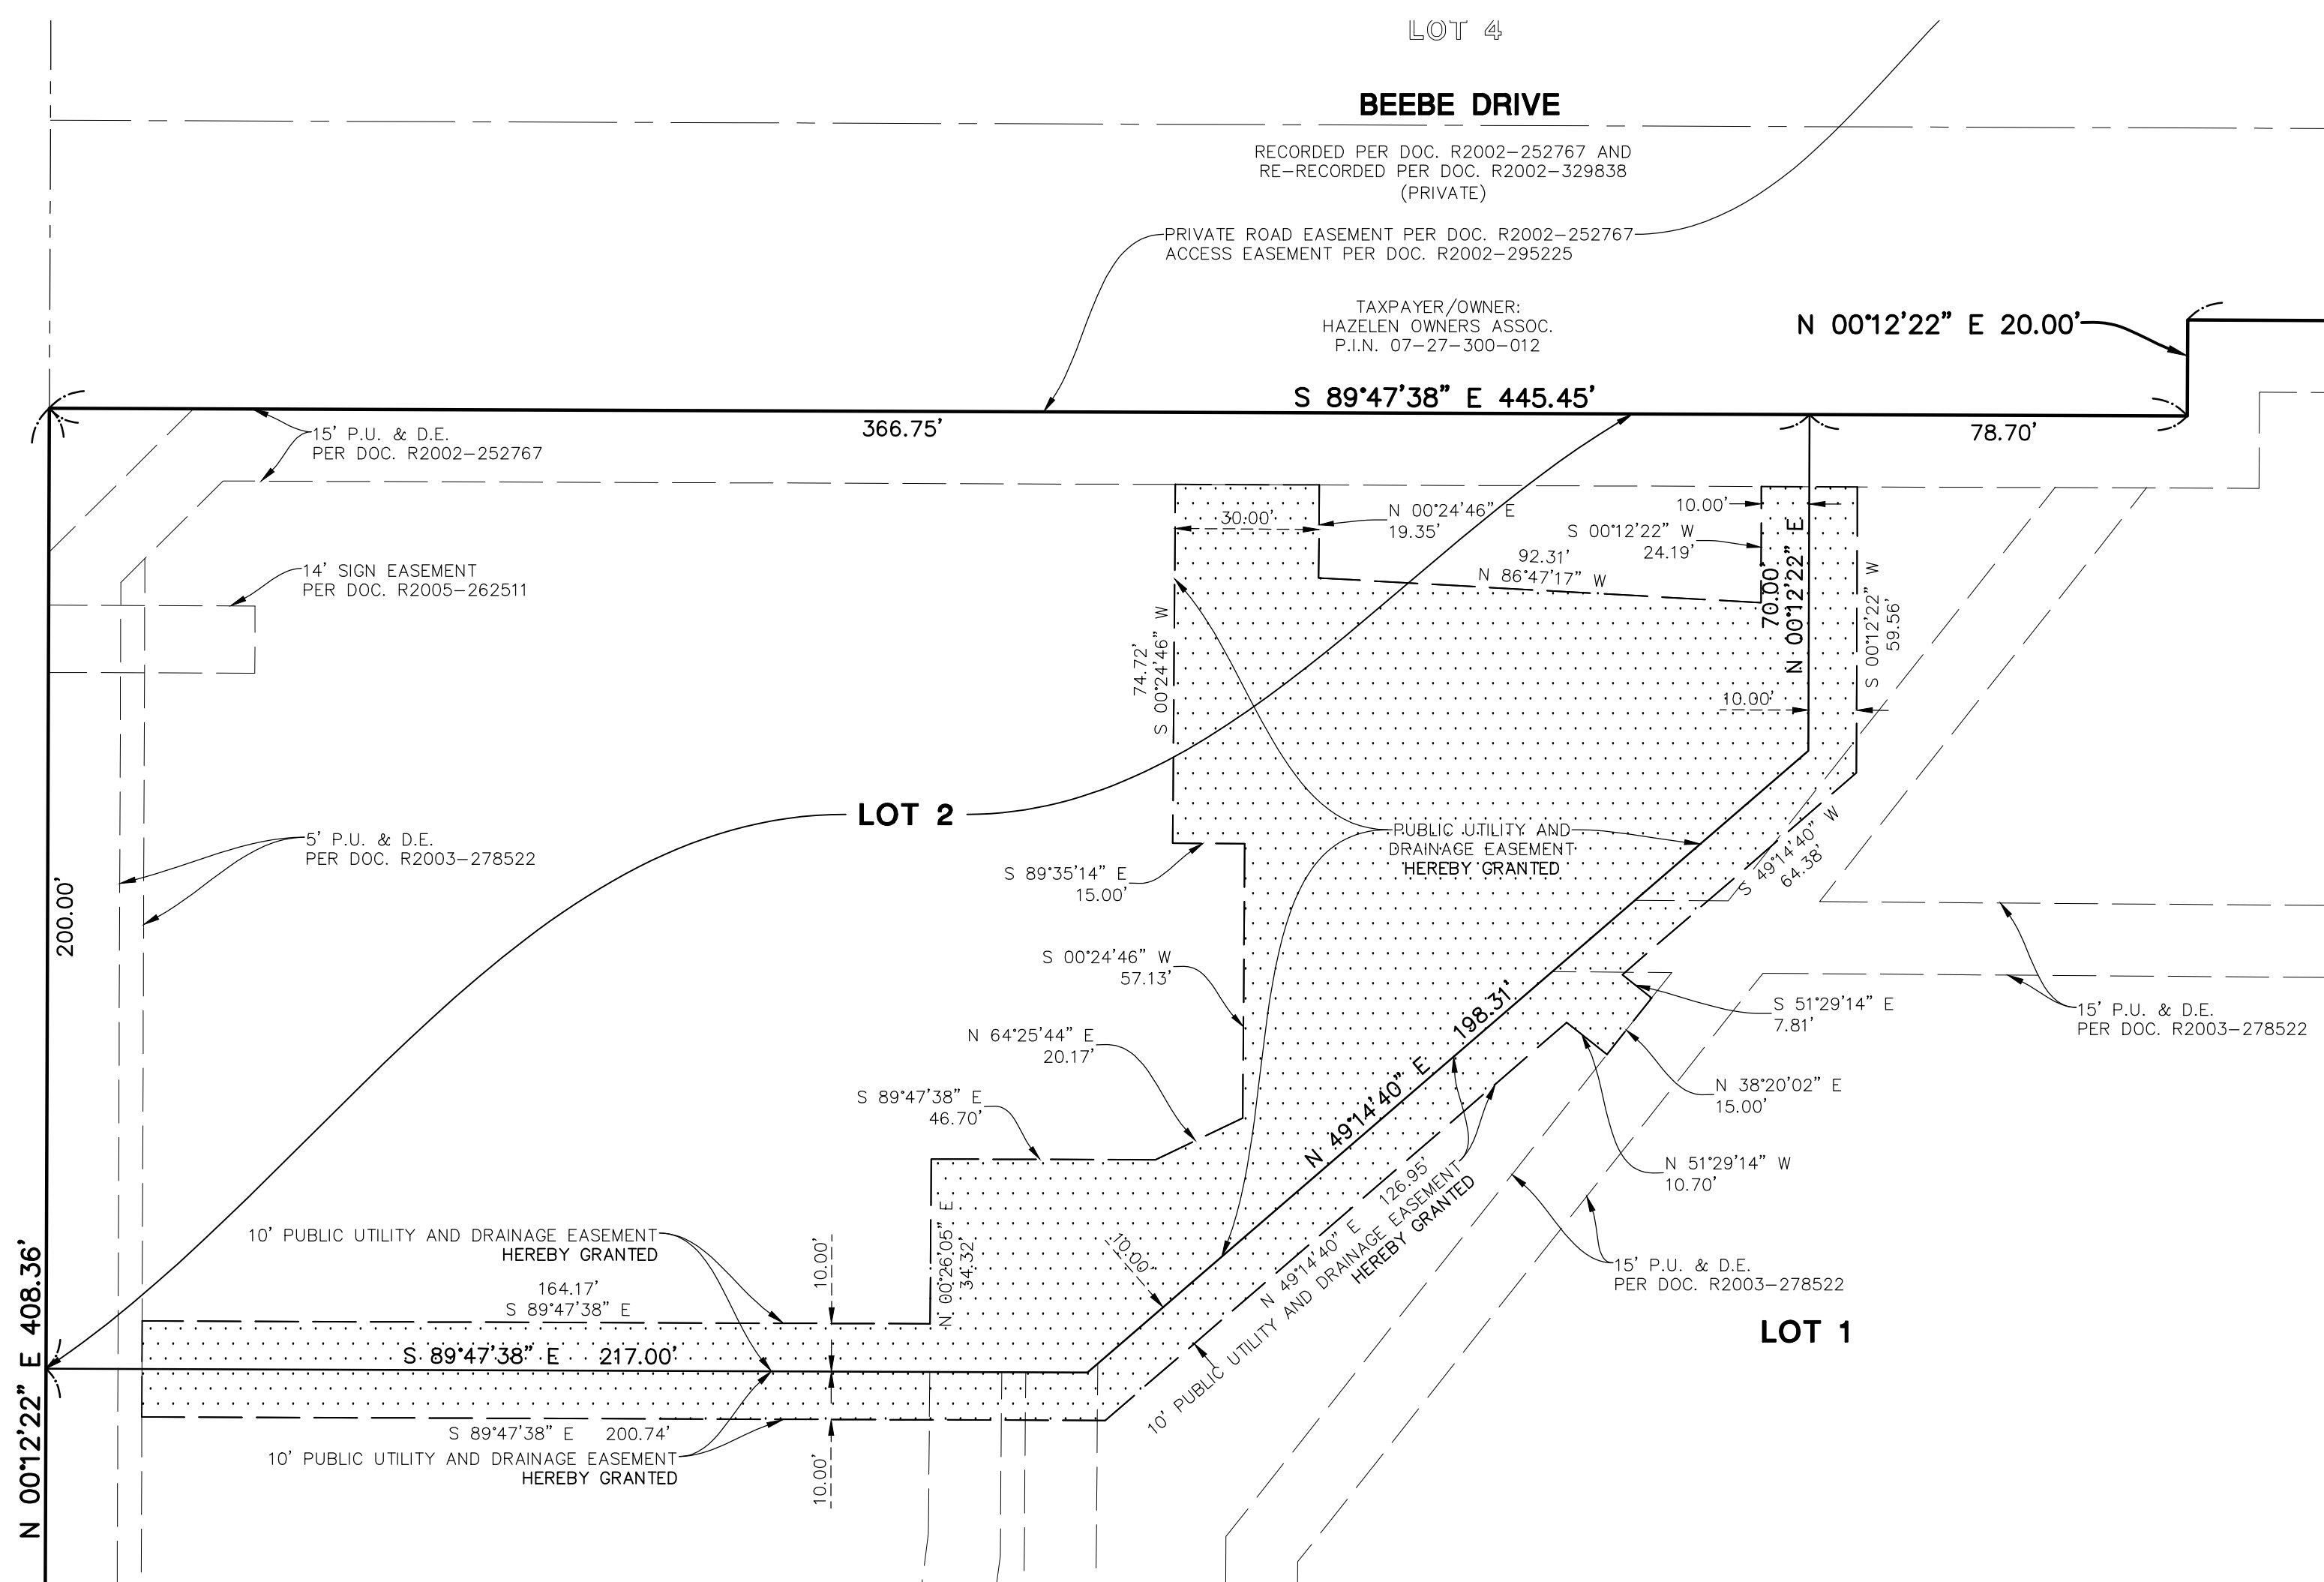 LOT 4
BEEBE DRIVE
RECORDED PER DOC. R2002-252767 AND
RE-RECORDED PER DOC. R2002-329838
(PRIVATE)
PRIVATE ROAD EASEMENT PER DOC. R2002-252767
ACCESS EASEMENT PER DOC. R2002-295225
TAXPAYER/OWNER:
HAZELEN OWNERS ASSOC.
P.I.N. 07-27-300-012
N 00°12'22" E 20.00'
S 89°47'38" E 445.45'
366.75'
78.70'
15' P.U. & D.E.
PER DOC. R2002-252767
30.00'
N 00°24'46" E
19.35'
10.00'
S 00°12'22" W
24.19'
92.31'
N 86°47'17" W
70.00'
N 00°12'22" E
S 00°12'22" W
59.56'
14' SIGN EASEMENT
PER DOC. R2005-262511
74.72'
S 00°24'46" W
10.00'
LOT 2
5' P.U. & D.E.
PER DOC. R2003-278522
PUBLIC UTILITY AND
DRAINAGE EASEMENT
HEREBY GRANTED
S 49°14'40" W
64.38'
S 89°35'14" E
15.00'
200.00'
S 00°24'46" W
57.13'
S 51°29'14" E
7.81'
15' P.U. & D.E.
PER DOC. R2003-278522
N 64°25'44" E
20.17'
N 49°14'40" E 198.31'
N 38°20'02" E
15.00'
S 89°47'38" E
46.70'
N 51°29'14" W
10.70'
N 00°26'05" E
34.32'
10' PUBLIC UTILITY AND DRAINAGE EASEMENT
HEREBY GRANTED
10.00'
10.00'
N 49°14'40" E 126.95'
10' PUBLIC UTILITY AND DRAINAGE EASEMENT
HEREBY GRANTED
15' P.U. & D.E.
PER DOC. R2003-278522
164.17'
S 89°47'38" E
LOT 1
N 00°12'22" E 408.36'
S 89°47'38" E 217.00'
S 89°47'38" E 200.74'
10' PUBLIC UTILITY AND DRAINAGE EASEMENT
HEREBY GRANTED
10.00'